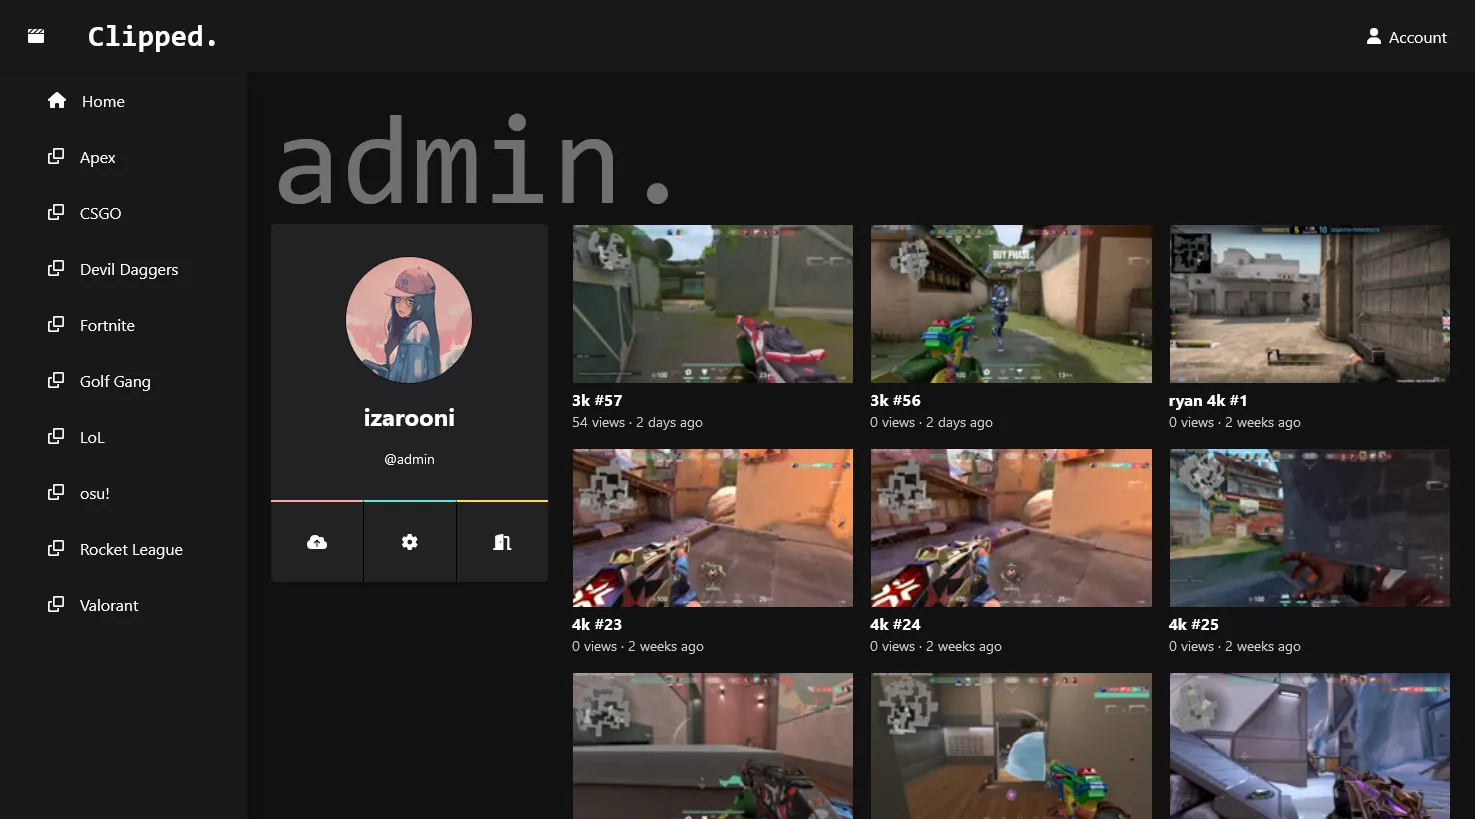 Clipped.
Account
Home
Apex
CSGO
Devil Daggers
Fortnite
Golf Gang
LoL
osu!
Rocket League
Valorant
admin.
izarooni
@admin
BUY PHASE
3k #57
54 views · 2 days ago
3k #56
0 views · 2 days ago
ryan 4k #1
0 views · 2 weeks ago
4k #23
0 views · 2 weeks ago
4k #24
0 views · 2 weeks ago
4k #25
0 views · 2 weeks ago